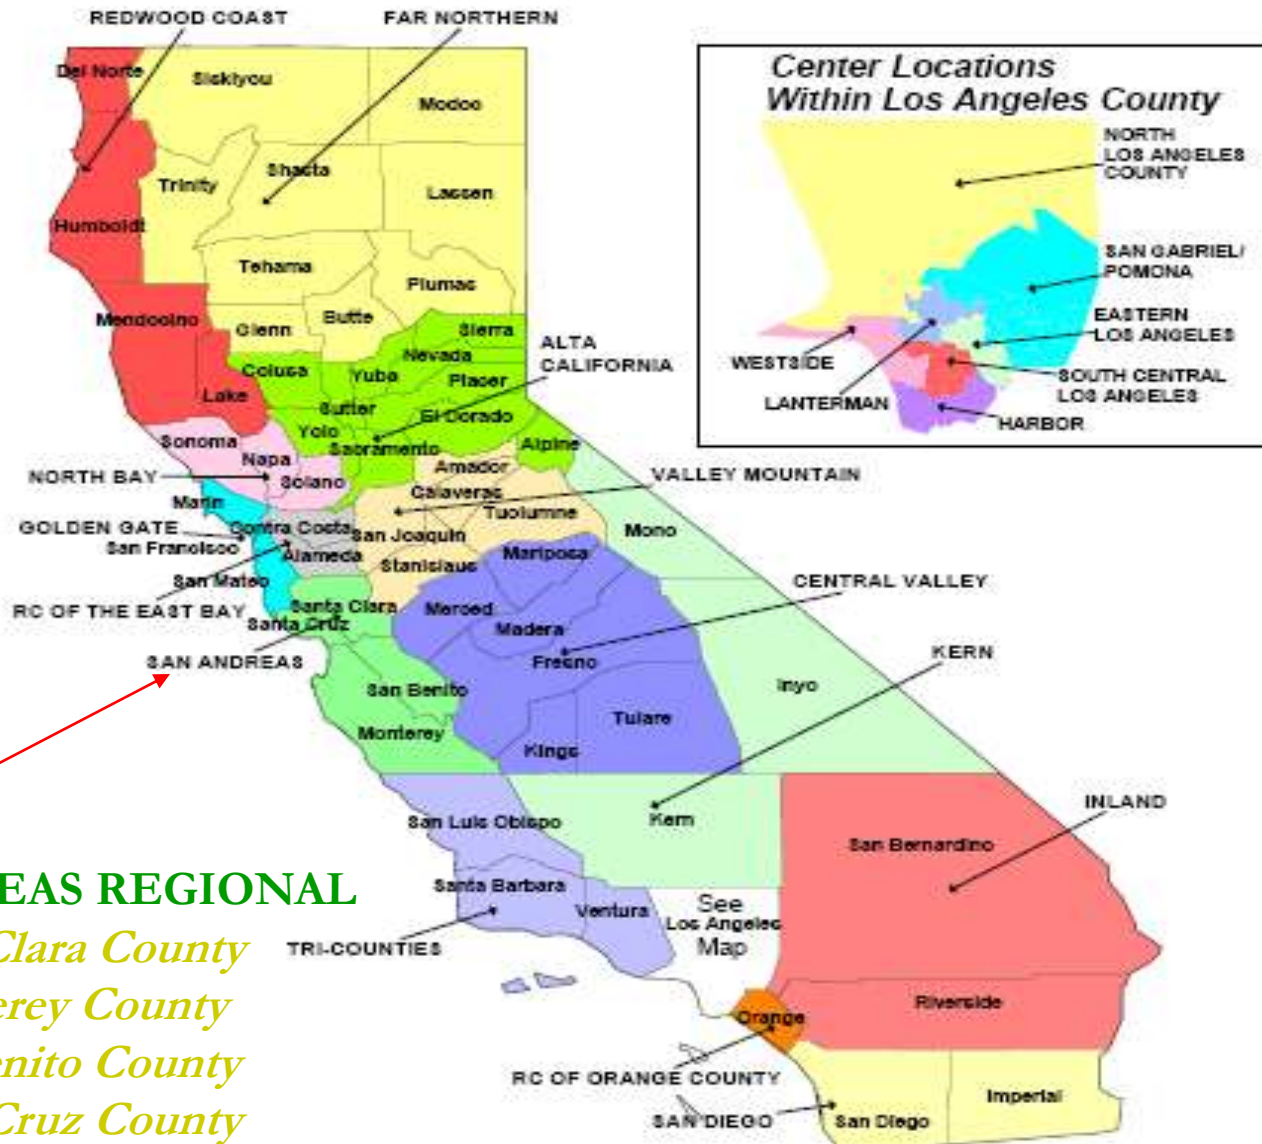 REDWOOD COAST
FAR NORTHERN
Del Norte
Siskiyou
Modoc
Trinity
Shasta
Lassen
Humboldt
Tehama
Plumas
Mendocino
Glenn
Butte
Sierra
Nevada
Colusa
Yuba
Placer
Lake
Sutter
El Dorado
Yolo
Sacramento
Alpine
Sonoma
Napa
Solano
Amador
Calaveras
Tuolumne
Marin
Contra Costa
San Joaquin
Mono
San Francisco
Alameda
Stanislaus
Mariposa
San Mateo
Santa Clara
Merced
Santa Cruz
Madera
Fresno
San Benito
Inyo
Monterey
Tulare
Kings
San Luis Obispo
Kern
San Bernardino
Santa Barbara
Ventura
See
Los Angeles
Map
Orange
Riverside
San Diego
Imperial
ALTA
CALIFORNIA
NORTH BAY
VALLEY MOUNTAIN
GOLDEN GATE
RC OF THE EAST BAY
CENTRAL VALLEY
SAN ANDREAS
KERN
INLAND
TRI-COUNTIES
RC OF ORANGE COUNTY
SAN DIEGO
Center Locations
Within Los Angeles County
NORTH
LOS ANGELES
COUNTY
SAN GABRIEL/
POMONA
EASTERN
LOS ANGELES
WESTSIDE
SOUTH CENTRAL
LOS ANGELES
LANTERMAN
HARBOR
EAS REGIONAL
Clara County
erey County
enito County
Cruz County